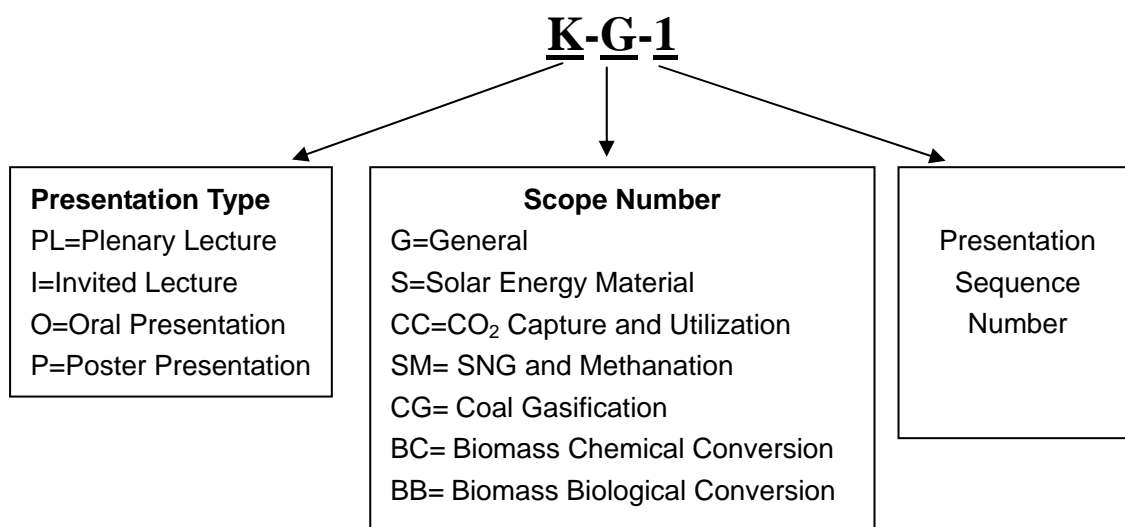 K-G-1
Presentation Type
PL=Plenary Lecture
I=Invited Lecture
O=Oral Presentation
P=Poster Presentation
Scope Number
G=General
S=Solar Energy Material
CC=CO₂ Capture and Utilization
SM= SNG and Methanation
CG= Coal Gasification
BC= Biomass Chemical Conversion
BB= Biomass Biological Conversion
Presentation
Sequence
Number